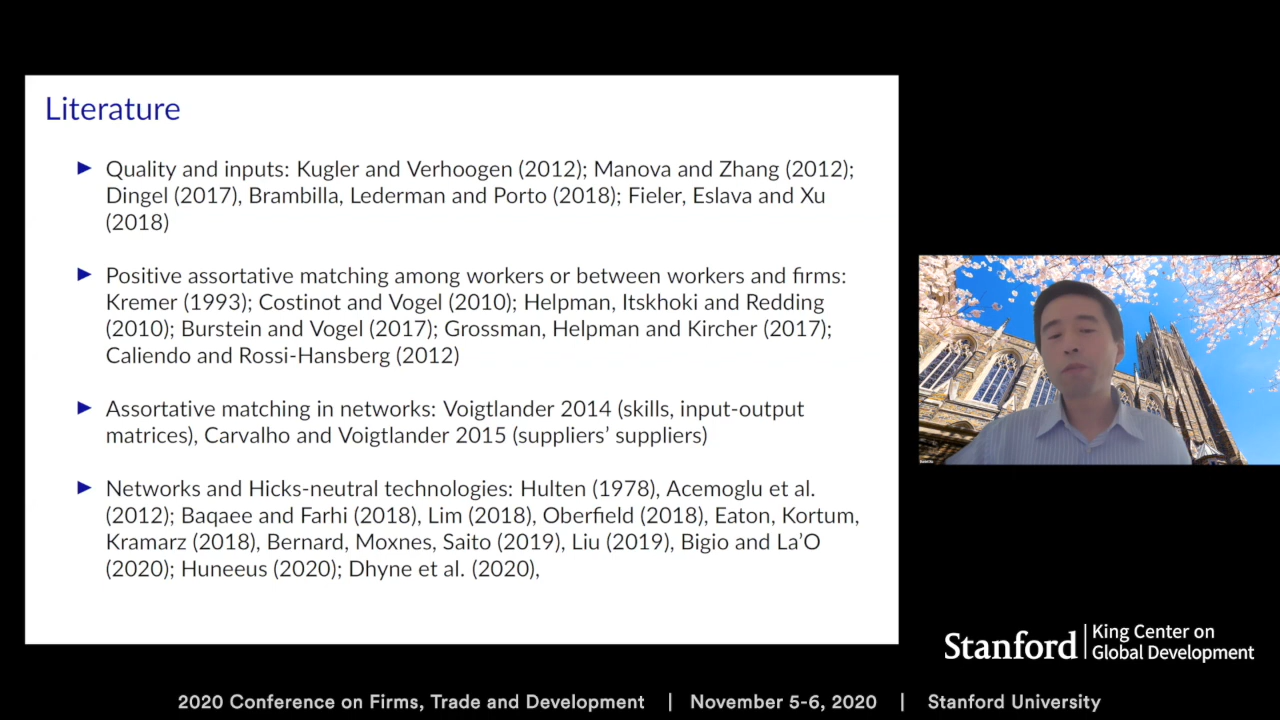 Literature
▶ Quality and inputs: Kugler and Verhoogen (2012); Manova and Zhang (2012);
Dingel (2017), Brambilla, Lederman and Porto (2018); Fieler, Eslava and Xu
(2018)
▶ Positive assortative matching among workers or between workers and firms:
Kremer (1993); Costinot and Vogel (2010); Helpman, Itskhoki and Redding
(2010); Burstein and Vogel (2017); Grossman, Helpman and Kircher (2017);
Caliendo and Rossi-Hansberg (2012)
▶ Assortative matching in networks: Voigtlander 2014 (skills, input-output
matrices), Carvalho and Voigtlander 2015 (suppliers’ suppliers)
▶ Networks and Hicks-neutral technologies: Hulten (1978), Acemoglu et al.
(2012); Baqaee and Farhi (2018), Lim (2018), Oberfield (2018), Eaton, Kortum,
Kramarz (2018), Bernard, Moxnes, Saito (2019), Liu (2019), Bigio and La’O
(2020); Huneeus (2020); Dhyne et al. (2020),
Stanford | King Center on
Global Development
2020 Conference on Firms, Trade and Development | November 5-6, 2020 | Stanford University